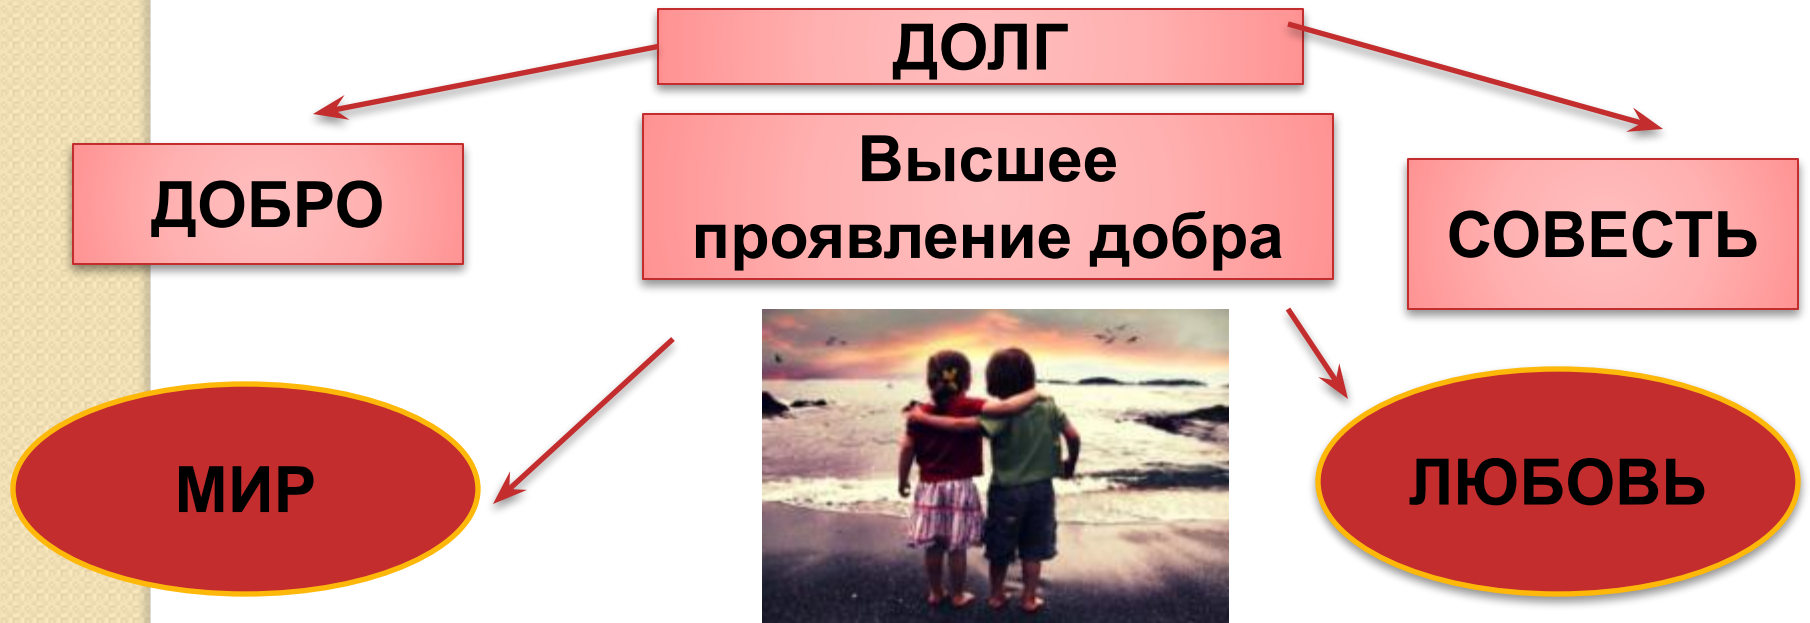 ДОЛГ
Высшее
проявление добра
ДОБРО
СОВЕСТЬ
МИР
ЛЮБОВЬ